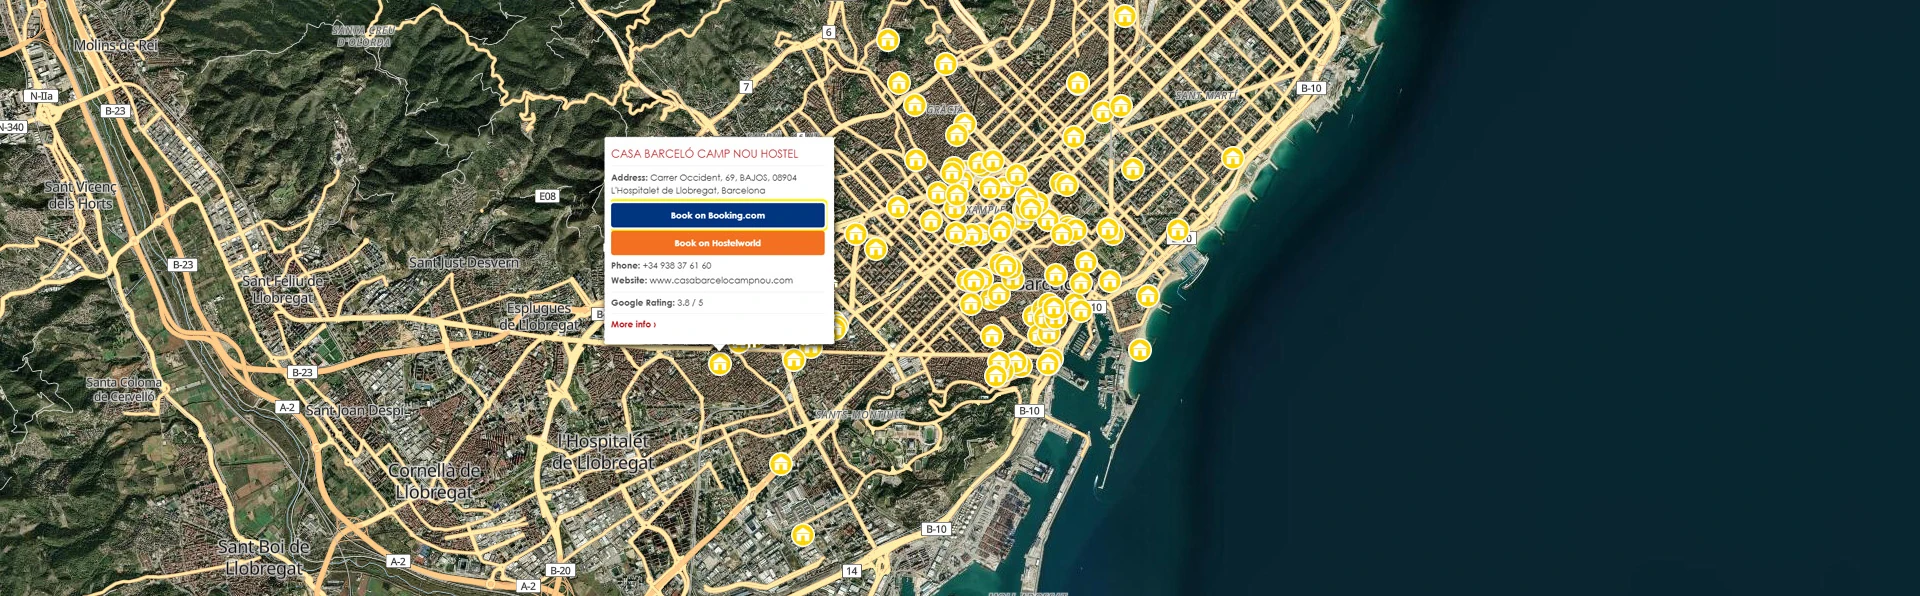 SANTA CREU
D'OLORDA
Molins de Rei
6
7
N-IIa
B-23
N-340
B-10
SANT MARTÍ
GRÀCIA
CASA BARCELÓ CAMP NOU HOSTEL
Address: Carrer Occident, 69, BAJOS, 08904
L'Hospitalet de Llobregat, Barcelona
Book on Booking.com
Book on Hostelworld
Phone: +34 938 37 61 60
Website: www.casabarcelocampnou.com
Google Rating: 3.8 / 5
More info ›
Sant Vicenç
dels Horts
E08
B-23
Sant Just Desvern
Sant Feliu de
Llobregat
Esplugues
de Llobregat
10
B-23
Santa Coloma
de Cervelló
A-2
Sant Joan Despí
SANTS-MONTJUÏC
B-10
l'Hospitalet
de Llobregat
Cornellà de
Llobregat
B-10
Sant Boi de
Llobregat
A-2
B-20
14
A-2